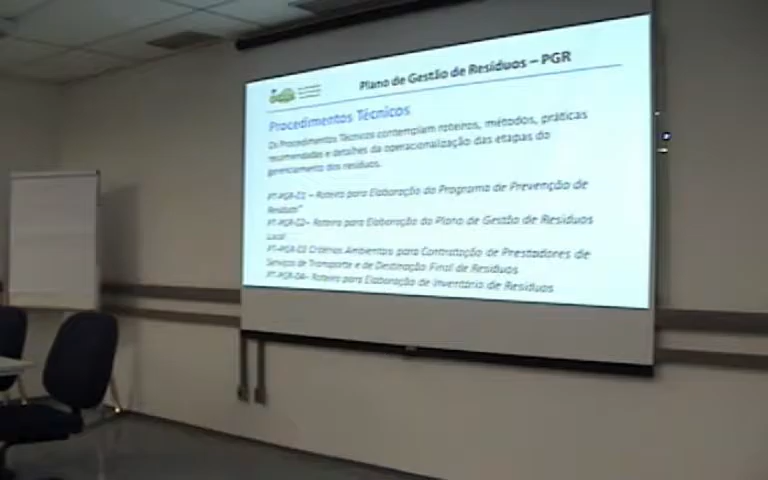 Plano de Gestão de Resíduos – PGR
Procedimentos Técnicos
Os Procedimentos Técnicos contemplam roteiros, métodos, práticas
recomendadas e detalhes da operacionalização das etapas do
gerenciamento dos resíduos.
PT-PGR-01 – Roteiro para Elaboração do Programa de Prevenção de
Resíduos"
PT-PGR-02– Roteiro para Elaboração do Plano de Gestão de Resíduos
Local
PT-PGR-03 Critérios Ambientais para Contratação de Prestadores de
Serviços de Transporte e de Destinação Final de Resíduos
PT-PGR-04– Roteiro para Elaboração de Inventário de Resíduos